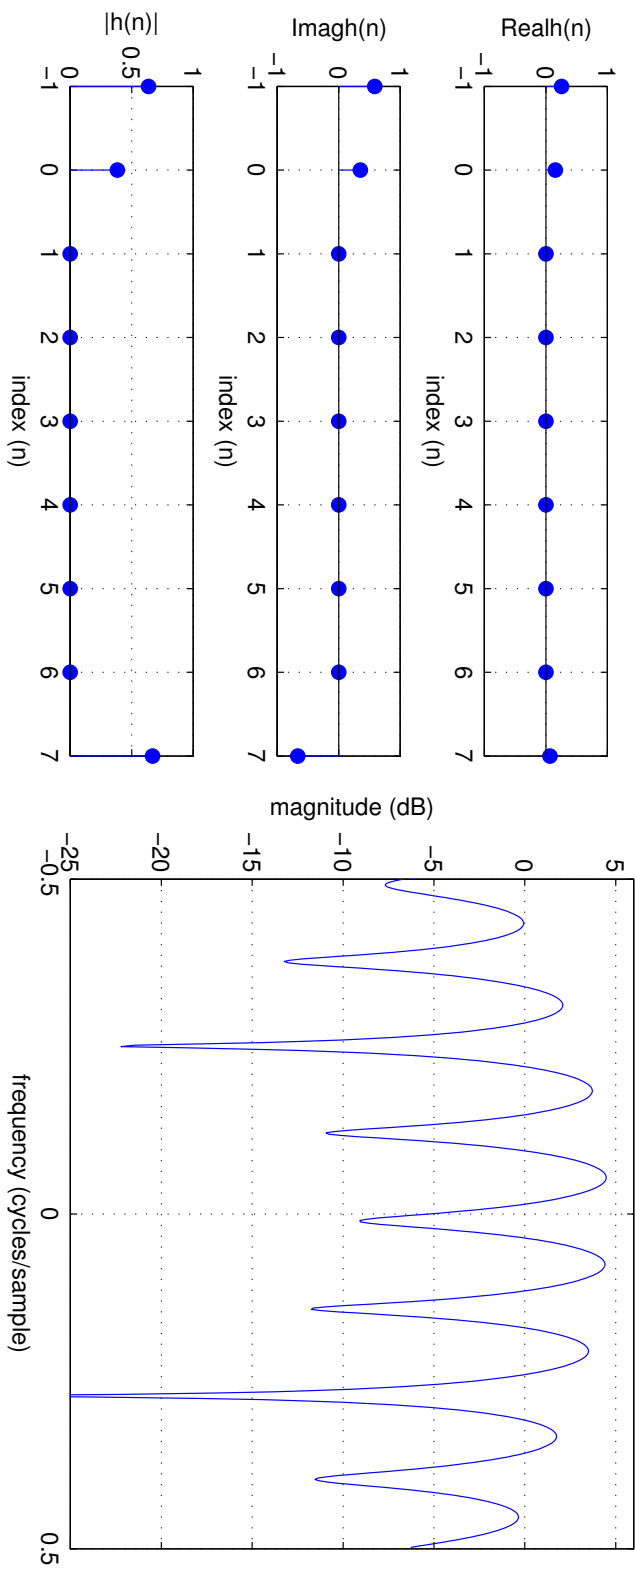 Realh(n)
1
0
−1
−1 0 1 2 3 4 5 6 7
index (n)
Imagh(n)
1
0
−1
−1 0 1 2 3 4 5 6 7
index (n)
|h(n)|
1
0.5
0
−1 0 1 2 3 4 5 6 7
index (n)
magnitude (dB)
5
0
−5
−10
−15
−20
−25
−0.5 0 0.5
frequency (cycles/sample)